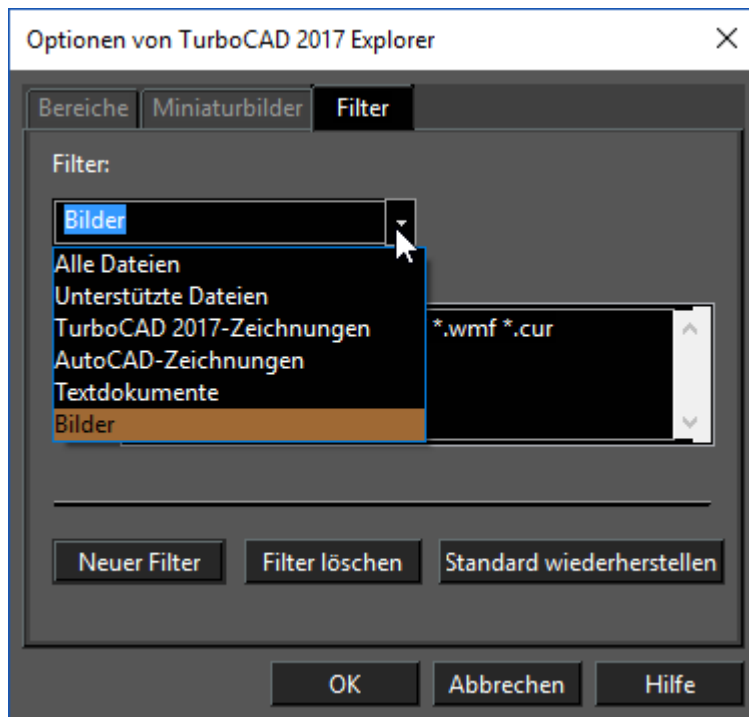 Optionen von TurboCAD 2017 Explorer
Bereiche Miniaturbilder Filter
Filter:
Bilder
Alle Dateien
Unterstützte Dateien
TurboCAD 2017-Zeichnungen *.wmf *.cur
AutoCAD-Zeichnungen
Textdokumente
Bilder
Neuer Filter Filter löschen Standard wiederherstellen
OK Abbrechen Hilfe